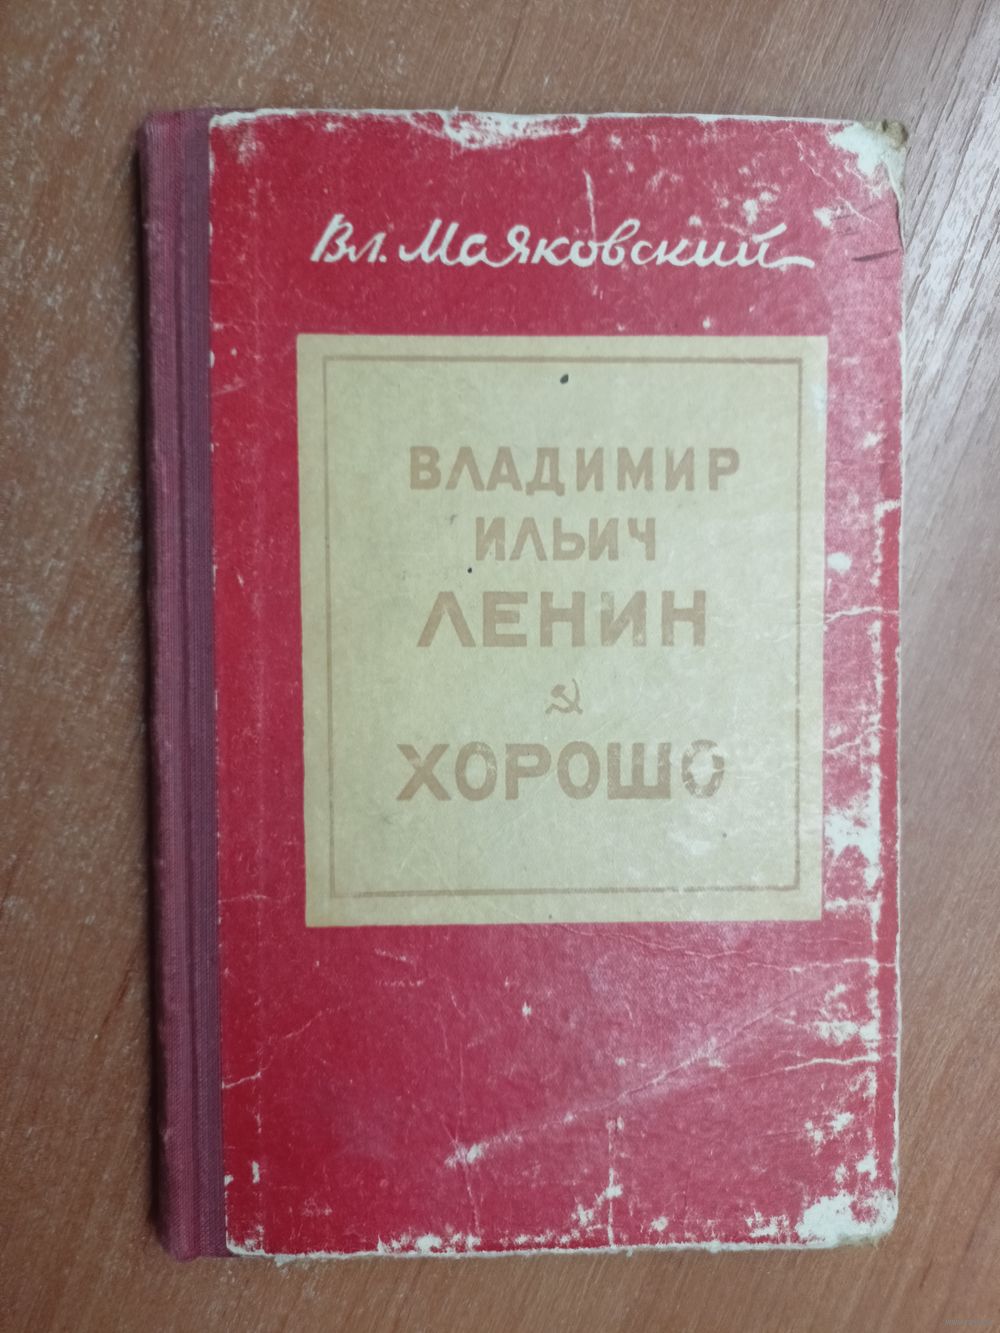 Вл. Маяковский
ВЛАДИМИР
ИЛЬИЧ
ЛЕНИН
ХОРОШО